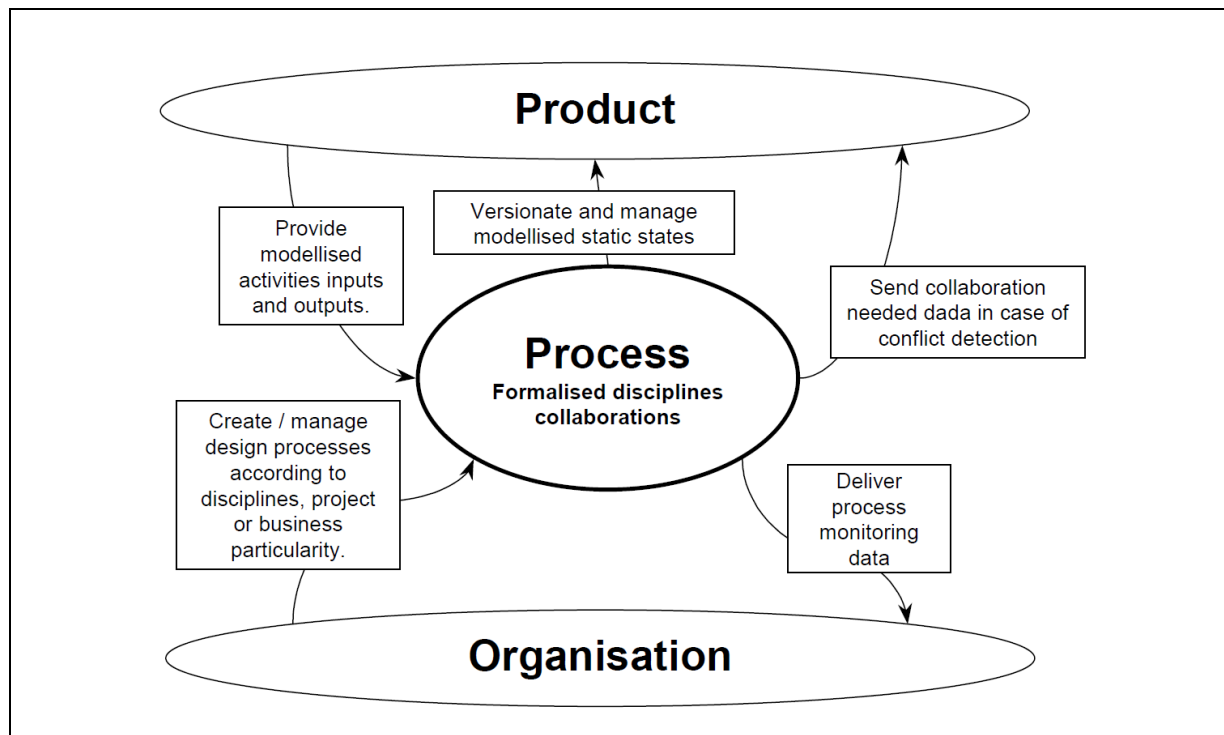 Product
Versionate and manage
modellised static states
Provide
modellised
activities inputs
and outputs.
Send collaboration
needed dada in case of
conflict detection
Process
Formalised disciplines
collaborations
Create / manage
design processes
according to
disciplines, project
or business
particularity.
Deliver
process
monitoring
data
Organisation